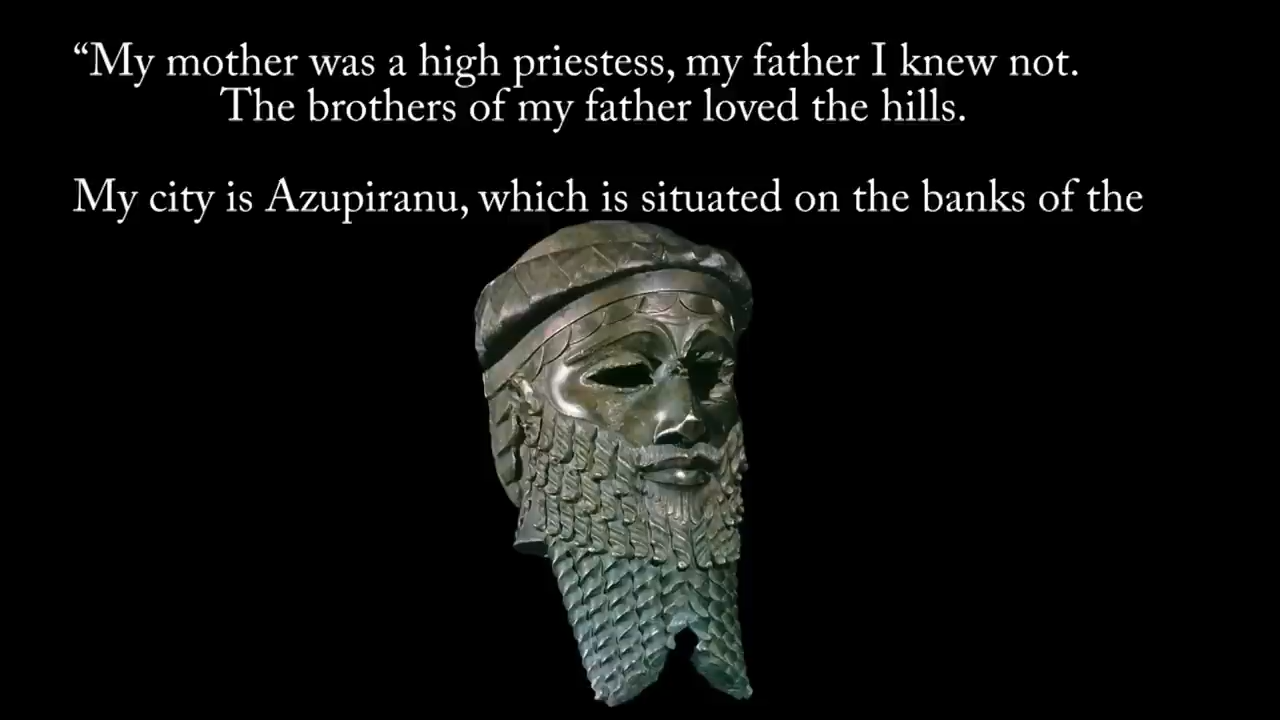 “My mother was a high priestess, my father I knew not.
The brothers of my father loved the hills.
My city is Azupiranu, which is situated on the banks of the